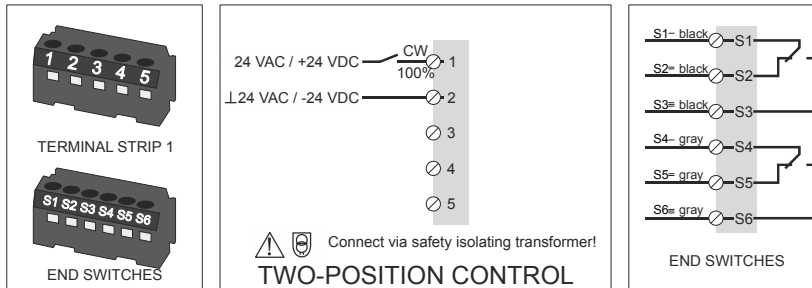 1 2 3 4 5
TERMINAL STRIP 1
S1 S2 S3 S4 S5 S6
END SWITCHES
24 VAC / +24 VDC CW 1
100%
⊥24 VAC / -24 VDC 2
3
4
5
Connect via safety isolating transformer!
TWO-POSITION CONTROL
S1− black S1
S2= black S2
S3≡ black S3
S4− gray S4
S5= gray S5
S6≡ gray S6
END SWITCHES